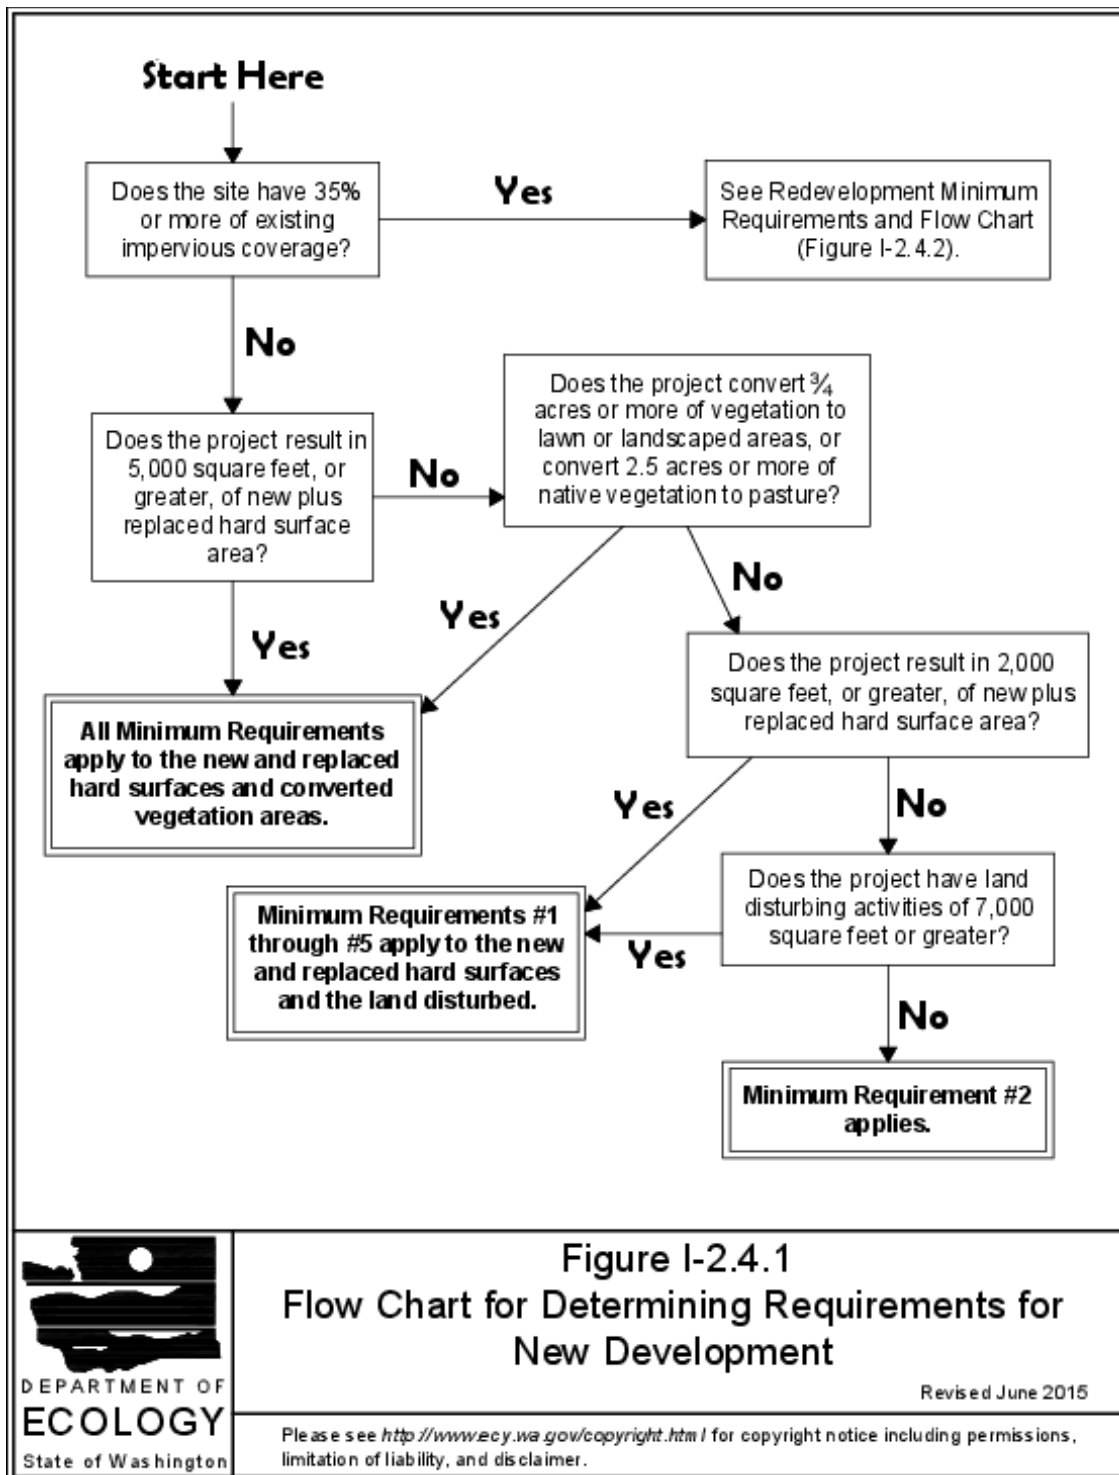 Start Here
Does the site have 35%
or more of existing
impervious coverage?
Yes
See Redevelopment Minimum
Requirements and Flow Chart
(Figure I-2.4.2).
No
Does the project result in
5,000 square feet, or
greater, of new plus
replaced hard surface
area?
No
Does the project convert ¾
acres or more of vegetation to
lawn or landscaped areas, or
convert 2.5 acres or more of
native vegetation to pasture?
Yes
Yes
No
All Minimum Requirements
apply to the new and replaced
hard surfaces and converted
vegetation areas.
Does the project result in 2,000
square feet, or greater, of new plus
replaced hard surface area?
Yes
No
Minimum Requirements #1
through #5 apply to the new
and replaced hard surfaces
and the land disturbed.
Yes
Does the project have land
disturbing activities of 7,000
square feet or greater?
No
Minimum Requirement #2
applies.
DEPARTMENT OF
ECOLOGY
State of Washington
Figure I-2.4.1
Flow Chart for Determining Requirements for
New Development
Revised June 2015
Please see http://www.ecy.wa.gov/copyright.html for copyright notice including permissions,
limitation of liability, and disclaimer.